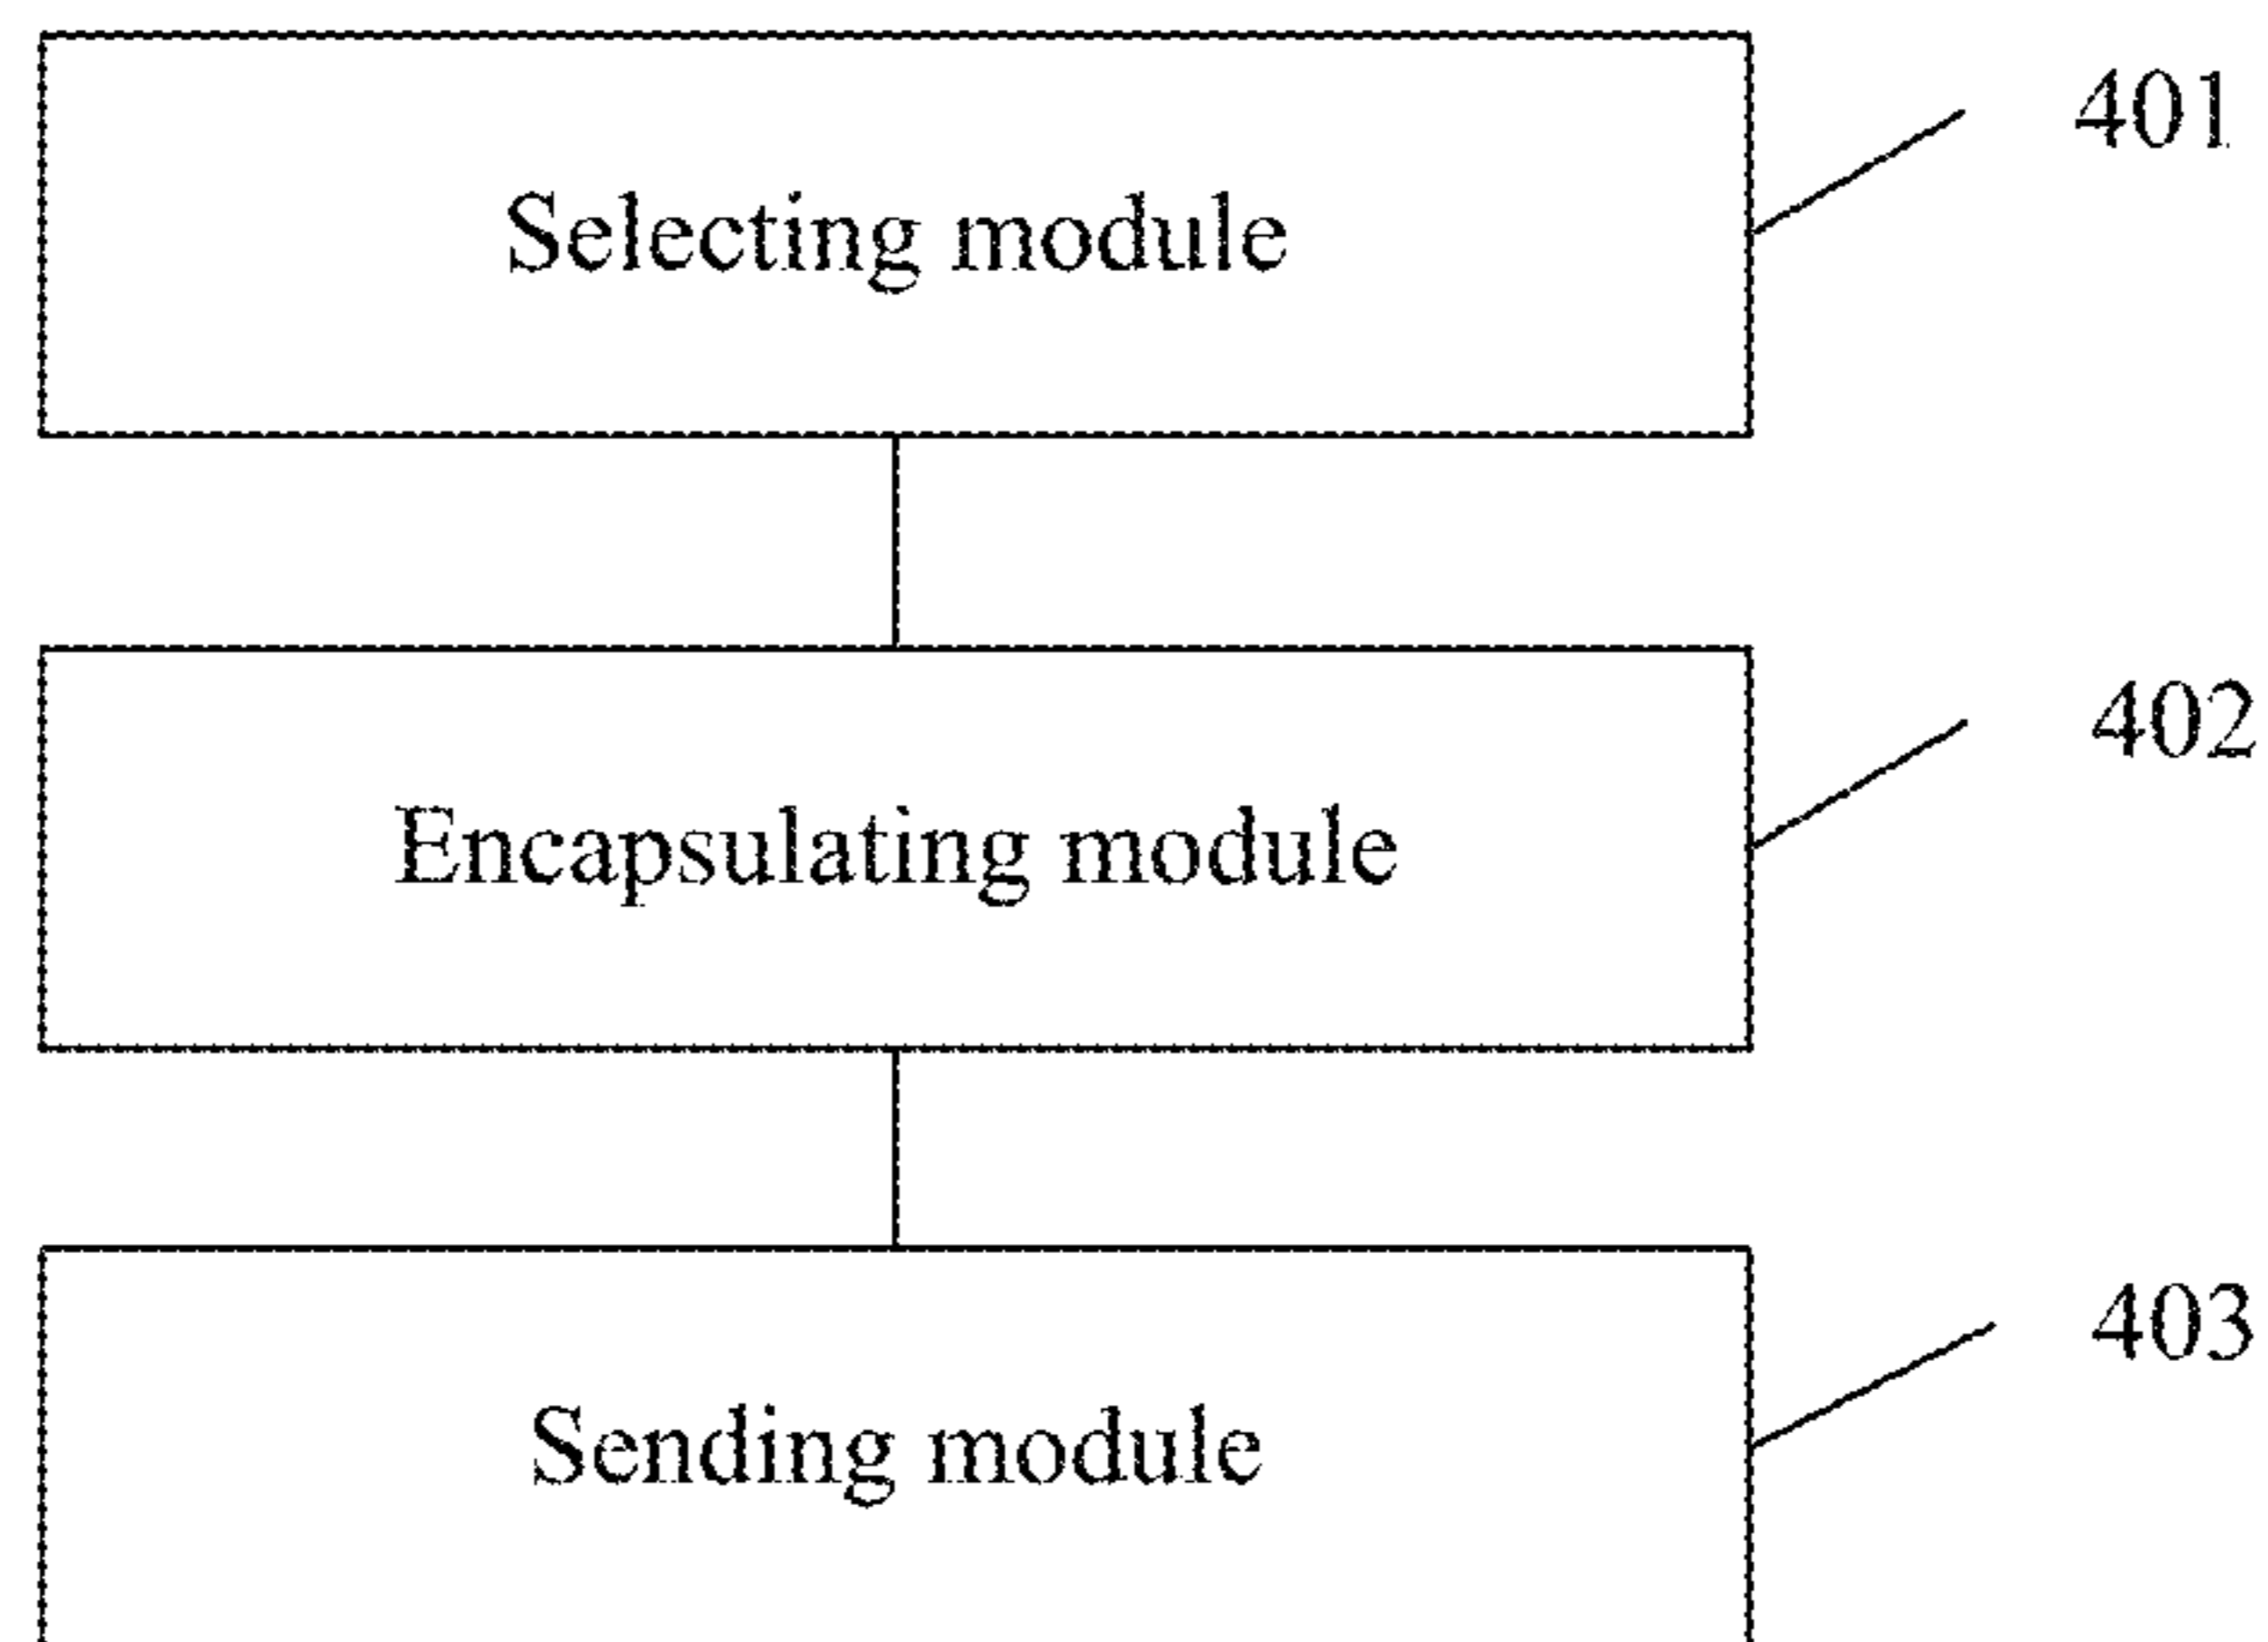 401
Selecting module
402
Encapsulating module
403
Sending module